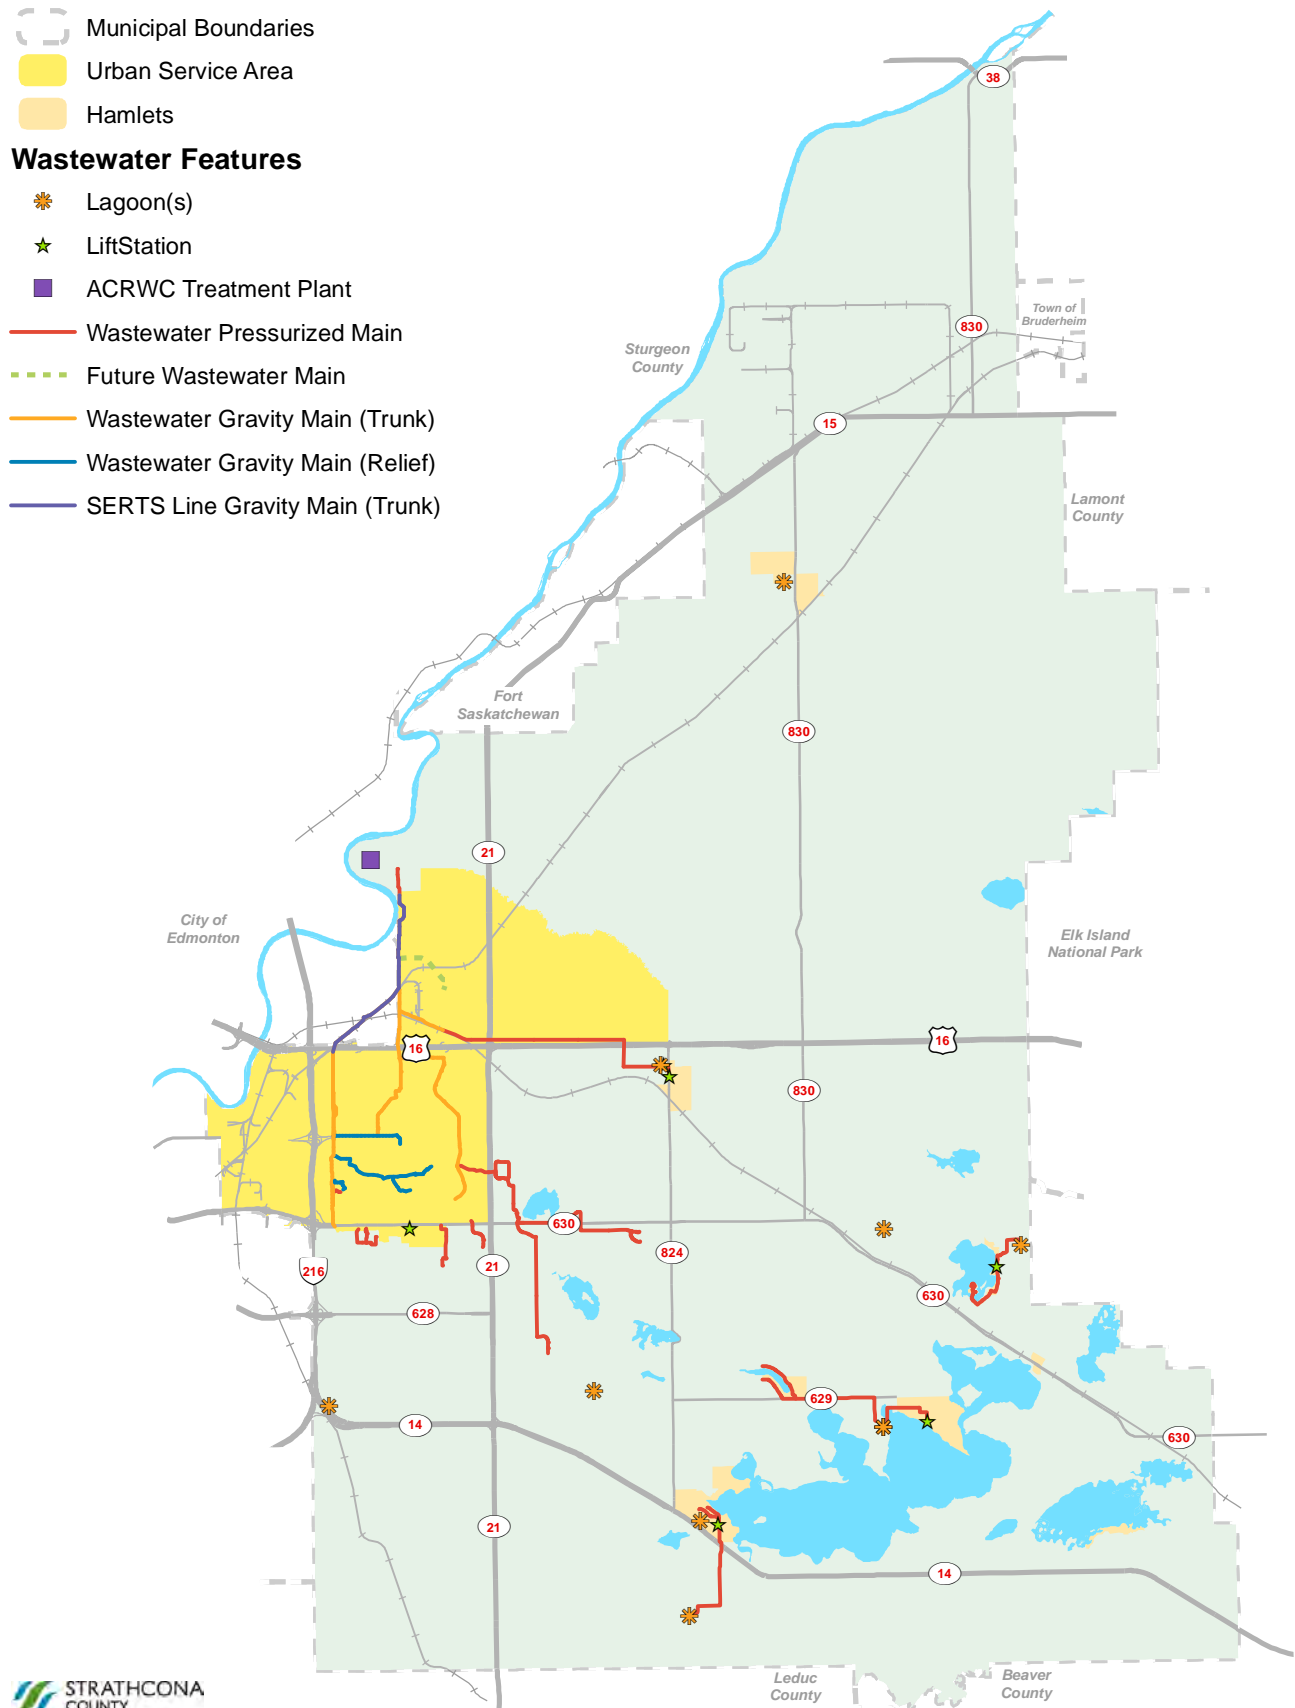 Municipal Boundaries
Urban Service Area
Hamlets
Wastewater Features
Lagoon(s)
LiftStation
ACRWC Treatment Plant
Wastewater Pressurized Main
Future Wastewater Main
Wastewater Gravity Main (Trunk)
Wastewater Gravity Main (Relief)
SERTS Line Gravity Main (Trunk)
38
Town of
Bruderheim
830
Sturgeon
County
15
Lamont
County
Fort
Saskatchewan
830
21
City of
Edmonton
Elk Island
National Park
16
16
830
630
824
21
216
630
628
629
14
630
21
14
Leduc
County
Beaver
County
STRATHCONA
COUNTY